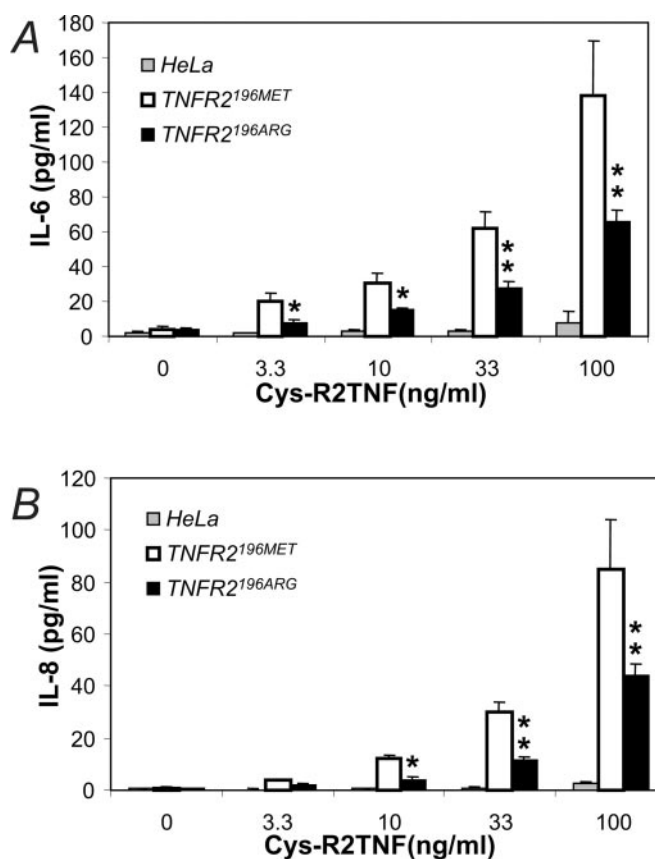 A
IL-6 (pg/ml)
180
160
140
120
100
80
60
40
20
0
HeLa
TNFR2196MET
TNFR2196ARG
*
*
**
**
0 3.3 10 33 100
Cys-R2TNF(ng/ml)
B
IL-8 (pg/ml)
120
100
80
60
40
20
0
HeLa
TNFR2196MET
TNFR2196ARG
*
**
**
0 3.3 10 33 100
Cys-R2TNF(ng/ml)